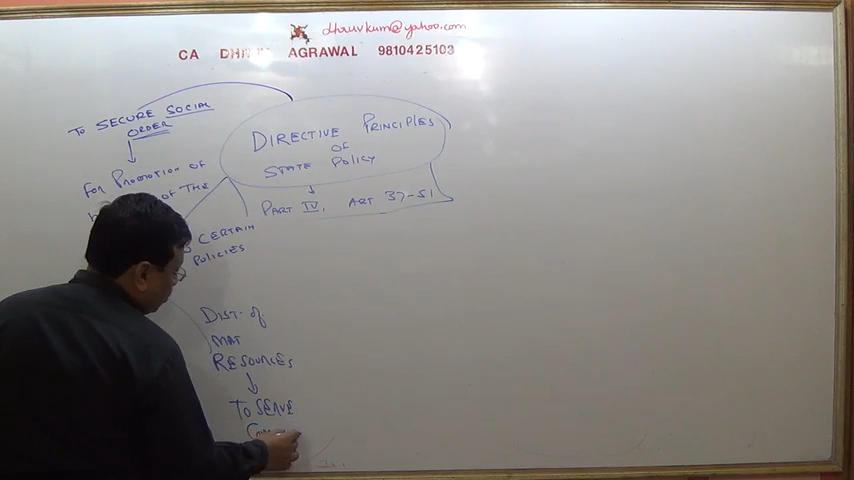 dhruvkum@yahoo.com
CA DHRUV AGRAWAL 9810425103
TO SECURE SOCIAL
ORDER
FOR PROMOTION OF
OF THE
DIRECTIVE PRINCIPLES
OF
STATE POLICY
PART IV, ART 37-51
CERTAIN
POLICIES
DIST. of
MAT
RESOURCES
TO SERVE